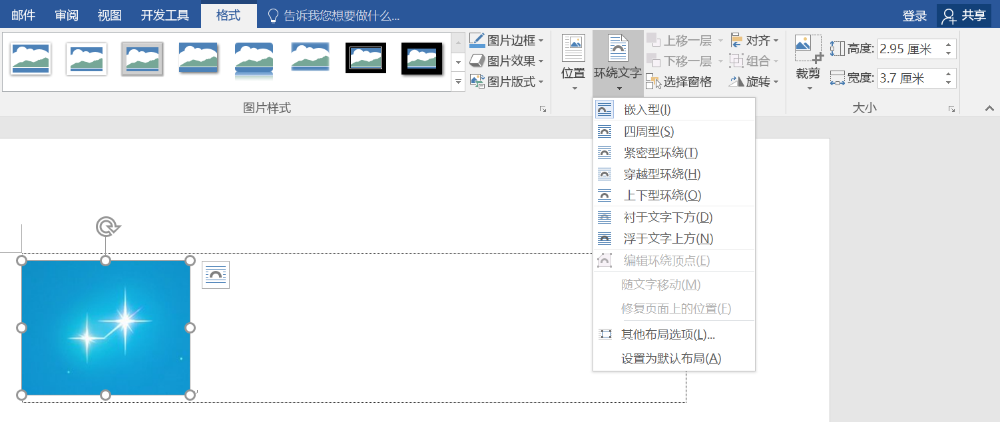 邮件 审阅 视图 开发工具 格式 告诉我您想要做什么... 登录 共享
图片边框
图片效果
图片版式
图片样式
位置
环绕文字
上移一层
下移一层
选择窗格
对齐
组合
旋转
裁剪
高度: 2.95 厘米
宽度: 3.7 厘米
大小
嵌入型(I)
四周型(S)
紧密型环绕(T)
穿越型环绕(H)
上下型环绕(O)
衬于文字下方(D)
浮于文字上方(N)
编辑环绕顶点(E)
随文字移动(M)
修复页面上的位置(F)
其他布局选项(L)...
设置为默认布局(A)